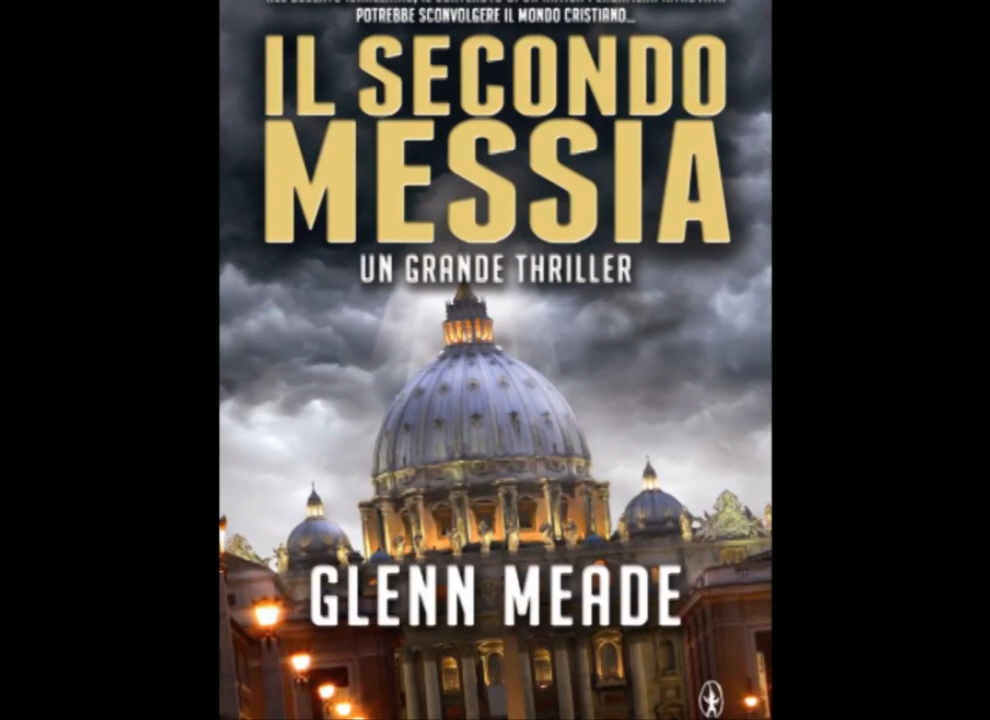 POTREBBE SCONVOLGERE IL MONDO CRISTIANO...
IL SECONDO
MESSIA
UN GRANDE THRILLER
GLENN MEADE